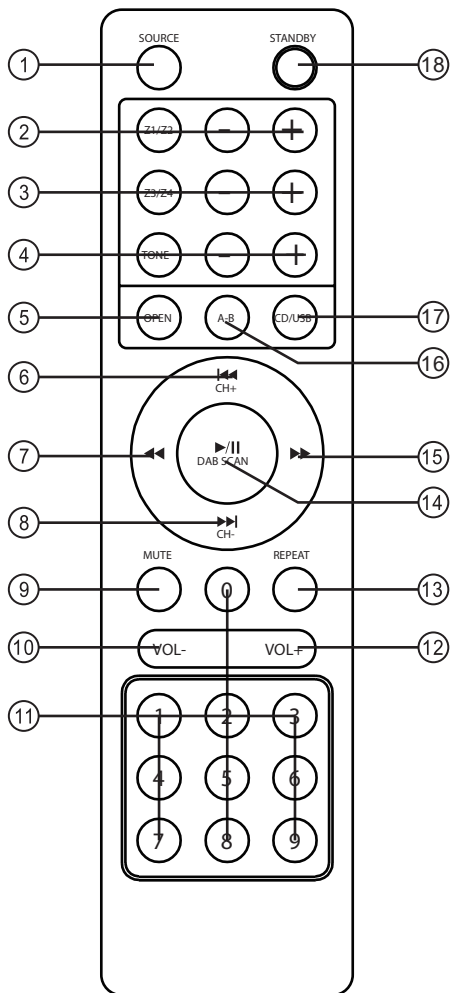 SOURCE STANDBY
1 18
2 Z1/Z2 - +
3 Z3/Z4 - +
4 TONE - +
5 OPEN A-B CD/USB 17
16
6 CH+
7 15
▶/II
DAB SCAN
14
8 CH-
MUTE REPEAT
9 0 13
10 VOL- VOL+ 12
11 1 2 3
4 5 6
7 8 9